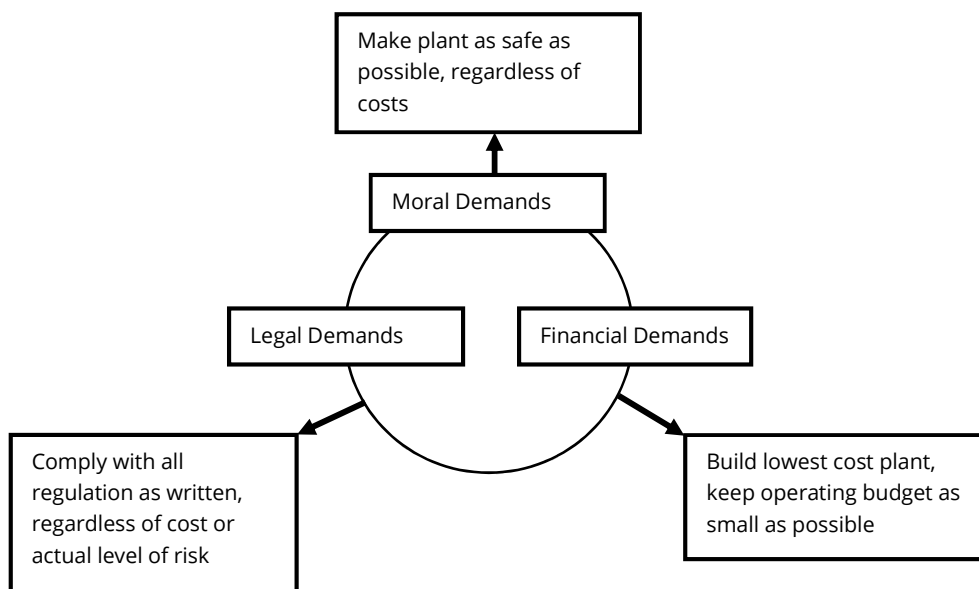 Make plant as safe as
possible, regardless of
costs
Moral Demands
Legal Demands
Financial Demands
Comply with all
regulation as written,
regardless of cost or
actual level of risk
Build lowest cost plant,
keep operating budget as
small as possible